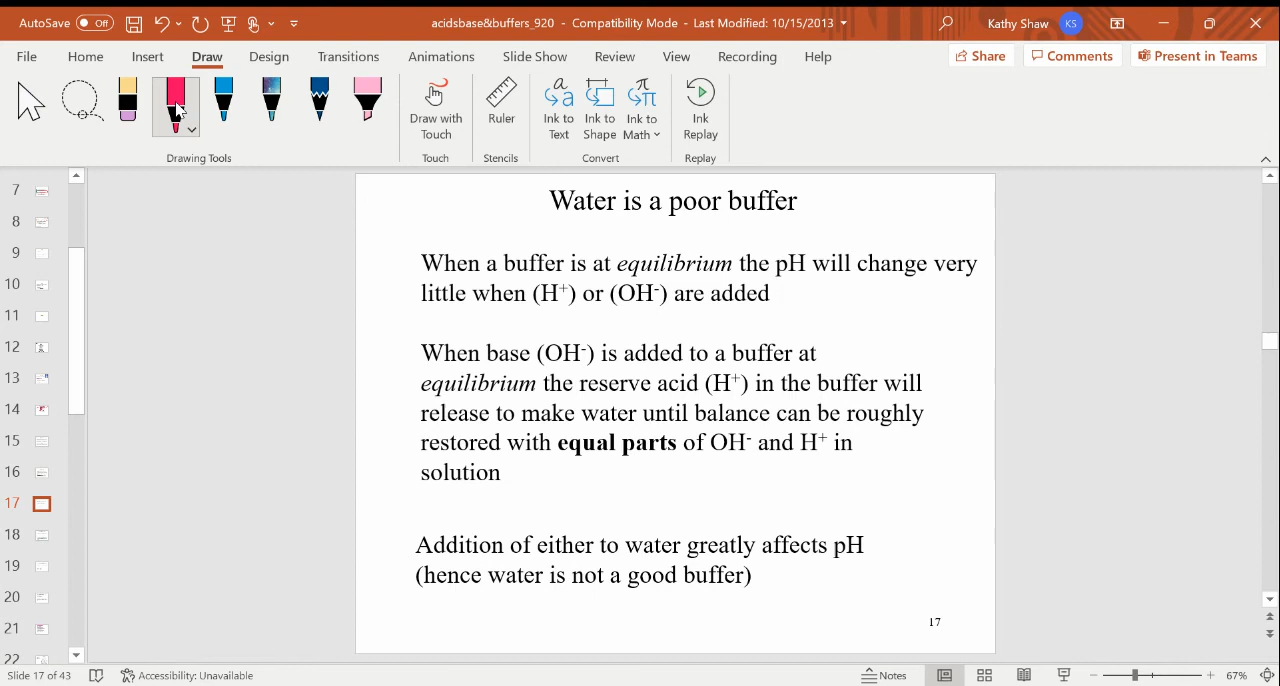 AutoSave Off acidsbase&buffers_920 - Compatibility Mode - Last Modified: 10/15/2013 Kathy Shaw KS
File Home Insert Draw Design Transitions Animations Slide Show Review View Recording Help Share Comments Present in Teams
Draw with Touch
Ruler
Ink to Text
Ink to Shape
Ink to Math
Ink Replay
Drawing Tools Touch Stencils Convert Replay
7
8
9
10
11
12
13
14
15
16
17
18
19
20
21
22
Water is a poor buffer
When a buffer is at equilibrium the pH will change very
little when (H⁺) or (OH⁻) are added
When base (OH⁻) is added to a buffer at
equilibrium the reserve acid (H⁺) in the buffer will
release to make water until balance can be roughly
restored with equal parts of OH⁻ and H⁺ in
solution
Addition of either to water greatly affects pH
(hence water is not a good buffer)
17
Slide 17 of 43 Accessibility: Unavailable Notes 67%